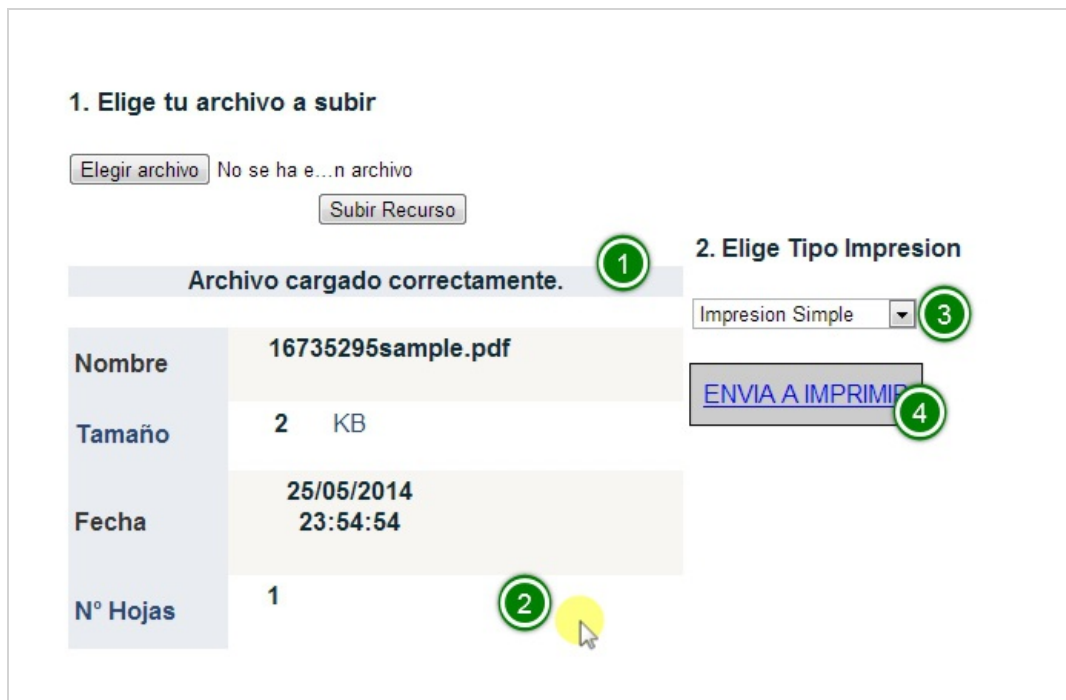 1. Elige tu archivo a subir
Elegir archivo No se ha e...n archivo
Subir Recurso
Archivo cargado correctamente.
1
Nombre 16735295sample.pdf
Tamaño 2 KB
Fecha 25/05/2014
23:54:54
N° Hojas 1
2
2. Elige Tipo Impresion
Impresion Simple 3
ENVIA A IMPRIMIR
4